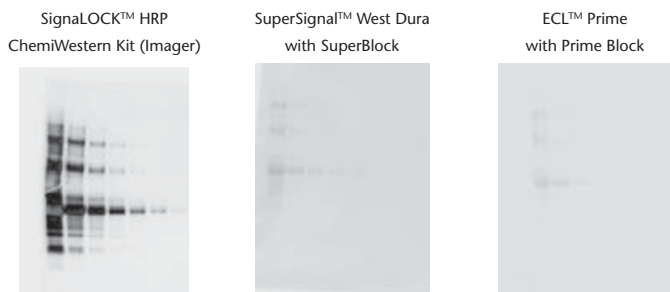 SignaLOCK™ HRP
ChemiWestern Kit (Imager)
SuperSignal™ West Dura
with SuperBlock
ECL™ Prime
with Prime Block